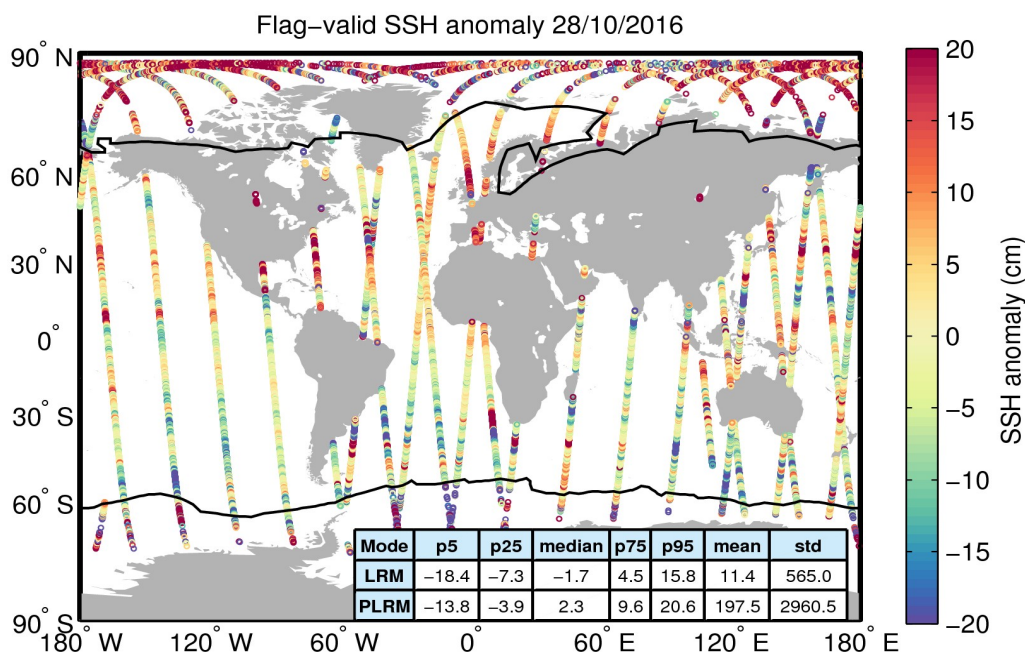 Flag−valid SSH anomaly 28/10/2016
90° N
60° N
30° N
0°
30° S
60° S
90° S
180° W
120° W
60° W
0°
60° E
120° E
180° E
20
15
10
5
0
−5
−10
−15
−20
SSH anomaly (cm)
Mode p5 p25 median p75 p95 mean std
LRM −18.4 −7.3 −1.7 4.5 15.8 11.4 565.0
PLRM −13.8 −3.9 2.3 9.6 20.6 197.5 2960.5